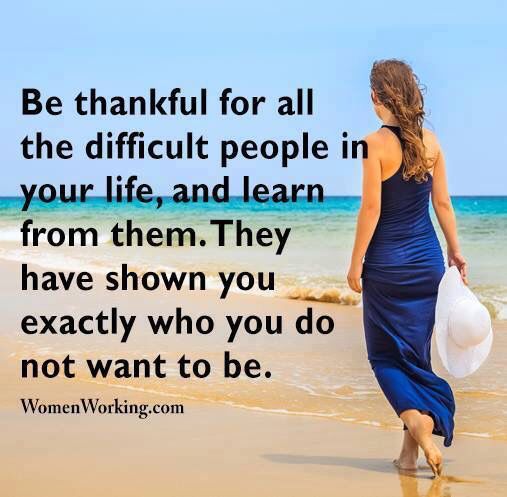 Be thankful for all
the difficult people in
your life, and learn
from them. They
have shown you
exactly who you do
not want to be.
WomenWorking.com